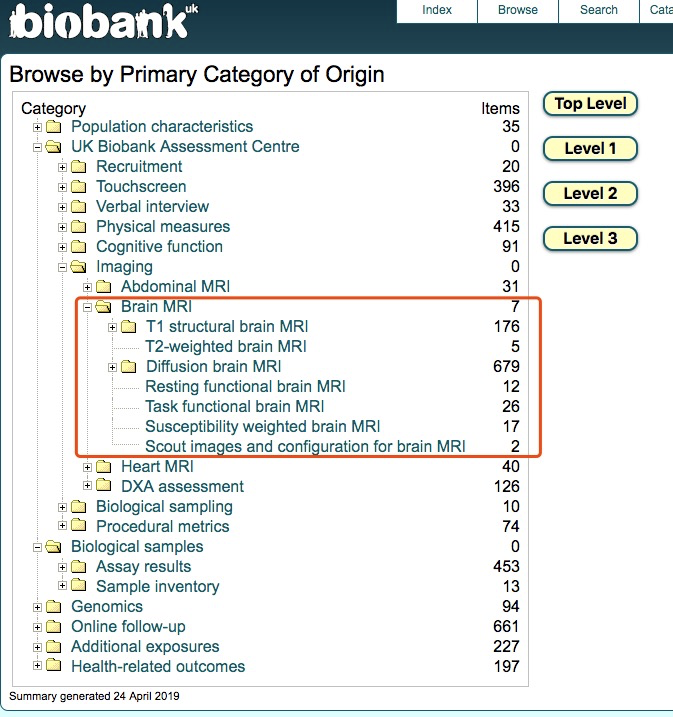 biobank uk
Index Browse Search
Browse by Primary Category of Origin
Category Items
Population characteristics 35
UK Biobank Assessment Centre 0
Recruitment 20
Touchscreen 396
Verbal interview 33
Physical measures 415
Cognitive function 91
Imaging 0
Abdominal MRI 31
Brain MRI 7
T1 structural brain MRI 176
T2-weighted brain MRI 5
Diffusion brain MRI 679
Resting functional brain MRI 12
Task functional brain MRI 26
Susceptibility weighted brain MRI 17
Scout images and configuration for brain MRI 2
Heart MRI 40
DXA assessment 126
Biological sampling 10
Procedural metrics 74
Biological samples 0
Assay results 453
Sample inventory 13
Genomics 94
Online follow-up 661
Additional exposures 227
Health-related outcomes 197
Top Level
Level 1
Level 2
Level 3
Summary generated 24 April 2019